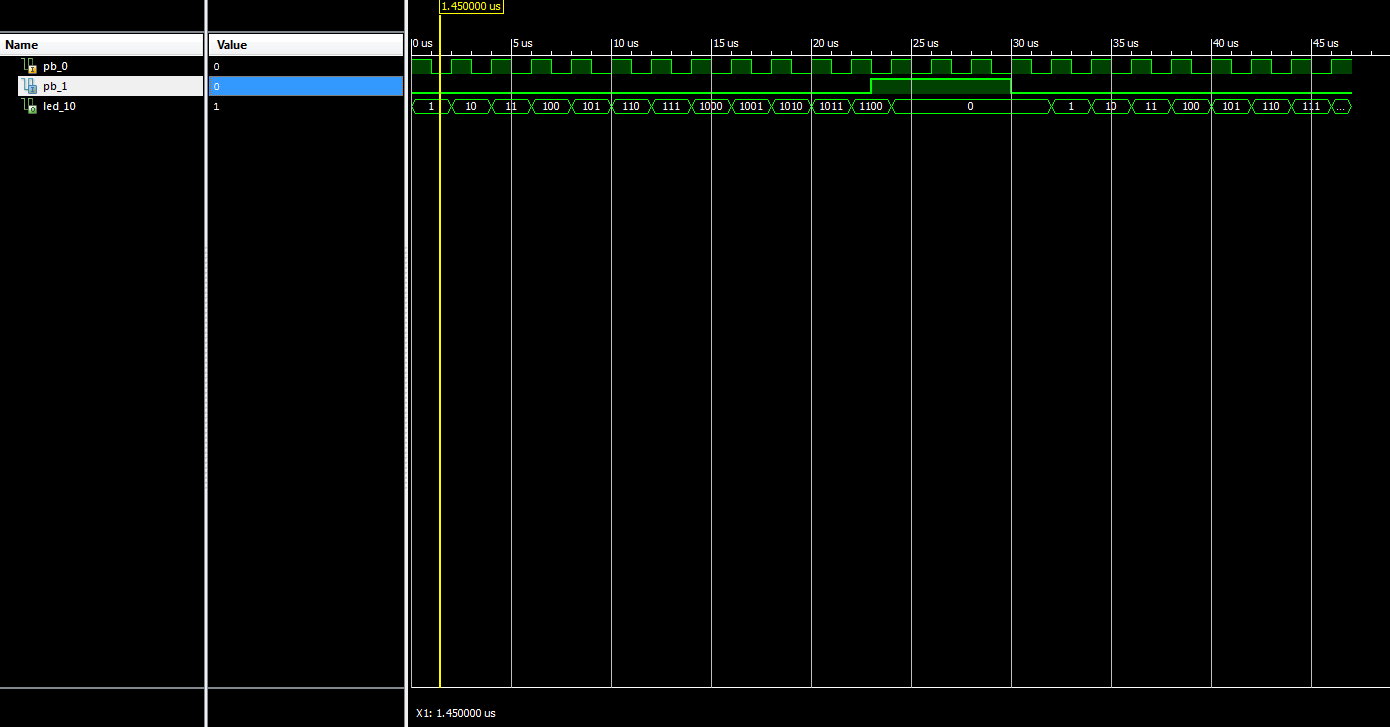 1.450000 us
Name Value 0 us 5 us 10 us 15 us 20 us 25 us 30 us 35 us 40 us 45 us
pb_0 0
pb_1 0
led_10 1 1 10 11 100 101 110 111 1000 1001 1010 1011 1100 0 1 10 11 100 101 110 111 ...
X1: 1.450000 us